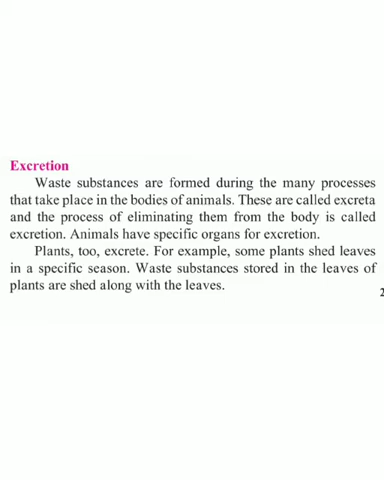 Excretion
Waste substances are formed during the many processes
that take place in the bodies of animals. These are called excreta
and the process of eliminating them from the body is called
excretion. Animals have specific organs for excretion.
Plants, too, excrete. For example, some plants shed leaves
in a specific season. Waste substances stored in the leaves of
plants are shed along with the leaves.
2